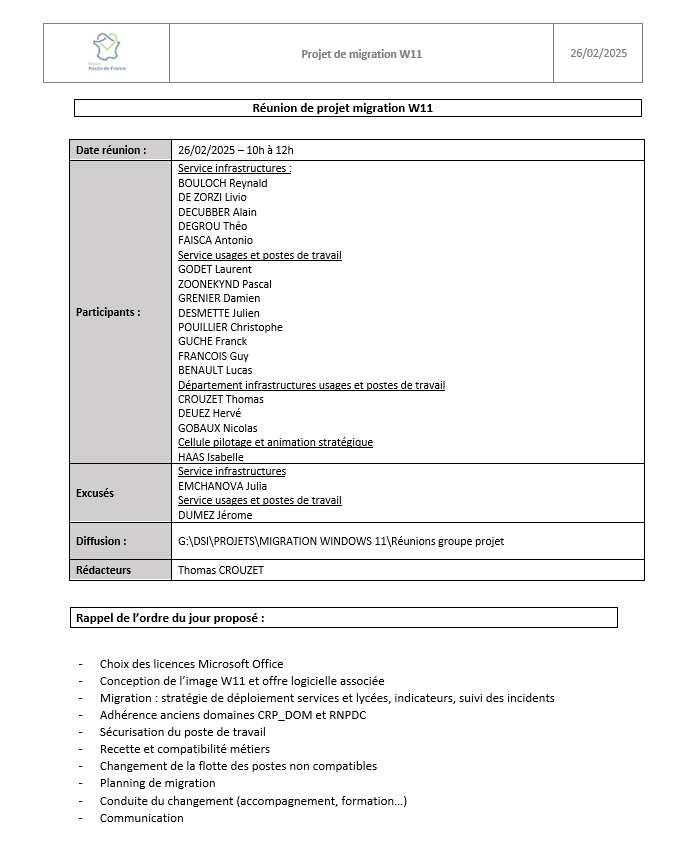 Région
Hauts-de-France
Projet de migration W11
26/02/2025
Réunion de projet migration W11
Date réunion :
26/02/2025 – 10h à 12h
Participants :
Service infrastructures :
BOULOCH Reynald
DE ZORZI Livio
DECUBBER Alain
DEGROU Théo
FAISCA Antonio
Service usages et postes de travail
GODET Laurent
ZOONEKYND Pascal
GRENIER Damien
DESMETTE Julien
POUILLIER Christophe
GUCHE Franck
FRANCOIS Guy
BENAULT Lucas
Département infrastructures usages et postes de travail
CROUZET Thomas
DEUEZ Hervé
GOBAUX Nicolas
Cellule pilotage et animation stratégique
HAAS Isabelle
Excusés
Service infrastructures
EMCHANOVA Julia
Service usages et postes de travail
DUMEZ Jérome
Diffusion :
G:\DSI\PROJETS\MIGRATION WINDOWS 11\Réunions groupe projet
Rédacteurs
Thomas CROUZET
Rappel de l’ordre du jour proposé :
- Choix des licences Microsoft Office
- Conception de l’image W11 et offre logicielle associée
- Migration : stratégie de déploiement services et lycées, indicateurs, suivi des incidents
- Adhérence anciens domaines CRP_DOM et RNPDC
- Sécurisation du poste de travail
- Recette et compatibilité métiers
- Changement de la flotte des postes non compatibles
- Planning de migration
- Conduite du changement (accompagnement, formation…)
- Communication